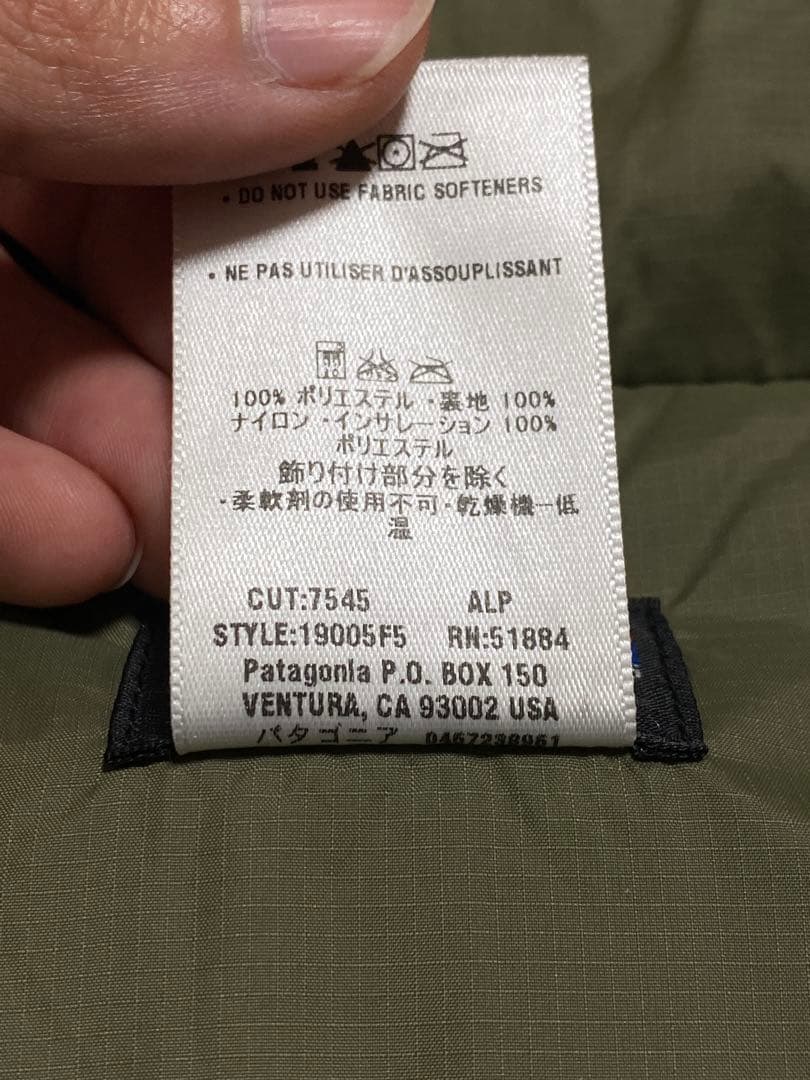 • DO NOT USE FABRIC SOFTENERS
• NE PAS UTILISER D'ASSOUPLISSANT
100% ポリエステル・裏地 100%
ナイロン・インサレーション 100%
ポリエステル
飾り付け部分を除く
・柔軟剤の使用不可・乾燥機ー低
温
CUT:7545 ALP
STYLE:19005F5 RN:51884
Patagonia P.O. BOX 150
VENTURA, CA 93002 USA
パタゴニア 0467238961